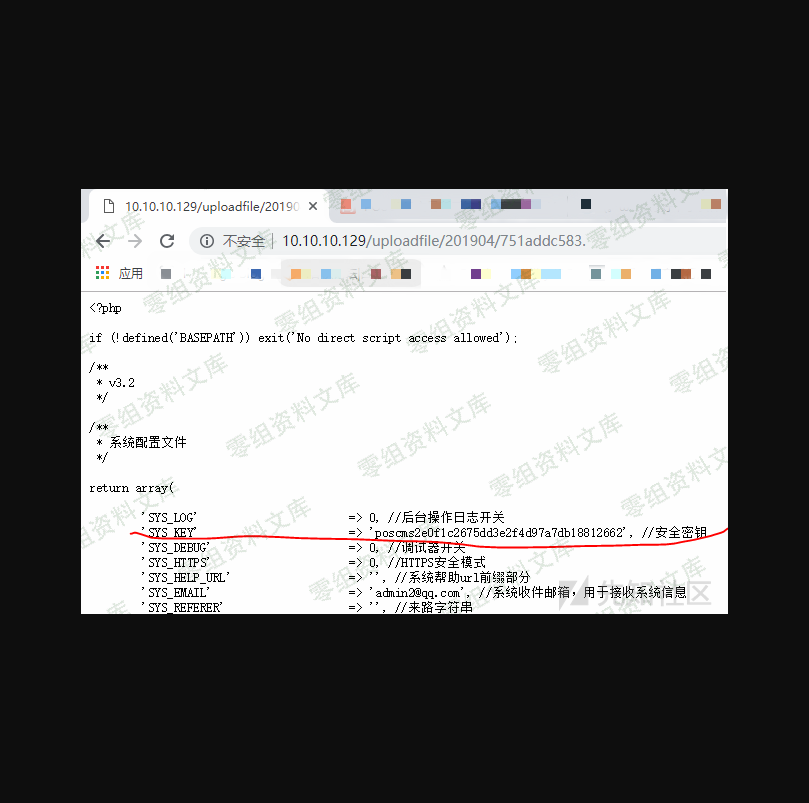 10.10.10.129/uploadfile/2019
不安全 | 10.10.10.129/uploadfile/201904/751addc583.
应用
<?php
if (!defined('BASEPATH')) exit('No direct script access allowed');
/**
* v3.2
*/
/**
* 系统配置文件
*/
return array(
'SYS_LOG' => 0, //后台操作日志开关
'SYS_KEY' => 'poscms2e0f1c2675dd3e2f4d97a7db18812662', //安全密钥
'SYS_DEBUG' => 0, //调试器开关
'SYS_HTTPS' => 0, //HTTPS安全模式
'SYS_HELP_URL' => '', //系统帮助url前缀部分
'SYS_EMAIL' => 'admin2@qq.com', //系统收件邮箱，用于接收系统信息
'SYS_REFERER' => '', //来路字符串
零组资料文库
先知社区